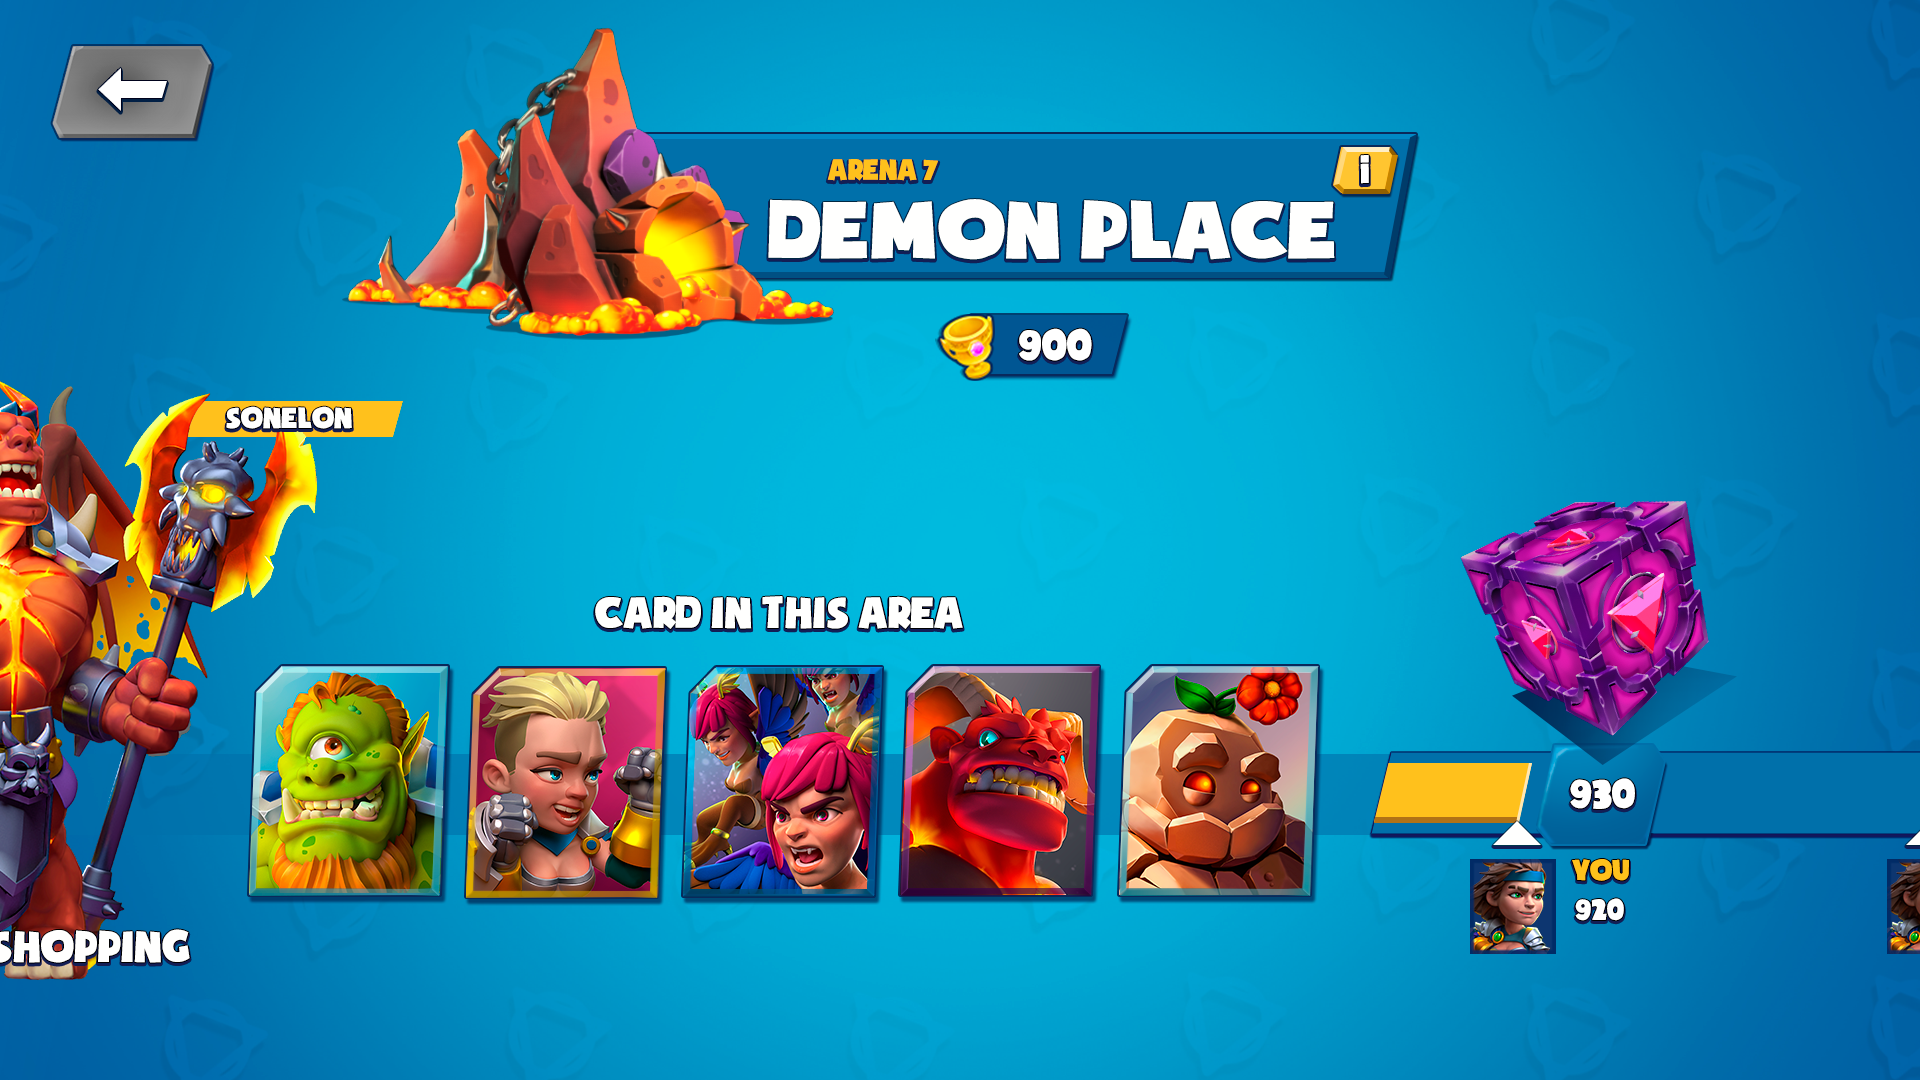 ARENA 7
i
DEMON PLACE
900
SONELON
CARD IN THIS AREA
930
YOU
920
SHOPPING